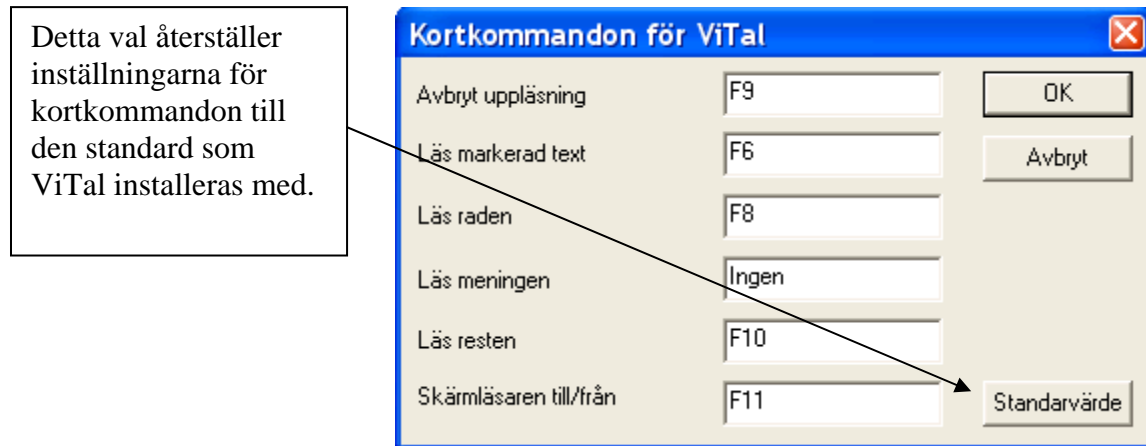 Detta val återställer
inställningarna för
kortkommandon till
den standard som
ViTal installeras med.
Kortkommandon för ViTal
Avbryt uppläsning F9 OK
Läs markerad text F6 Avbryt
Läs raden F8
Läs meningen Ingen
Läs resten F10
Skärmläsaren till/från F11 Standarvärde